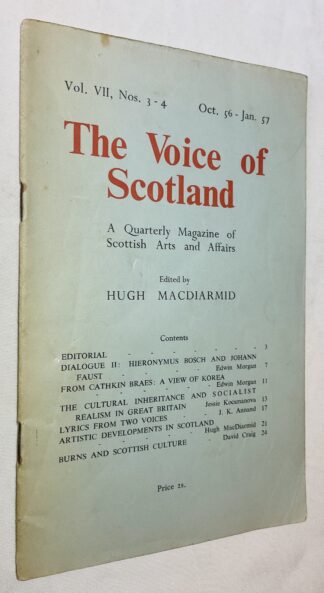 Vol. VII, Nos. 3 - 4 Oct. 56 - Jan. 57
The Voice of
Scotland
A Quarterly Magazine of
Scottish Arts and Affairs
Edited by
HUGH MACDIARMID
Contents
EDITORIAL - - - - - - 3
DIALOGUE II: HIERONYMUS BOSCH AND JOHANN
FAUST - - - - Edwin Morgan 7
FROM CATHKIN BRAES: A VIEW OF KOREA
- - - - Edwin Morgan 11
THE CULTURAL INHERITANCE AND SOCIALIST
REALISM IN GREAT BRITAIN - Jessie Kocmanova 13
LYRICS FROM TWO VOICES - - J. K. Annand 17
ARTISTIC DEVELOPMENTS IN SCOTLAND
- - - - Hugh MacDiarmid 21
BURNS AND SCOTTISH CULTURE David Craig 24
Price 2s.